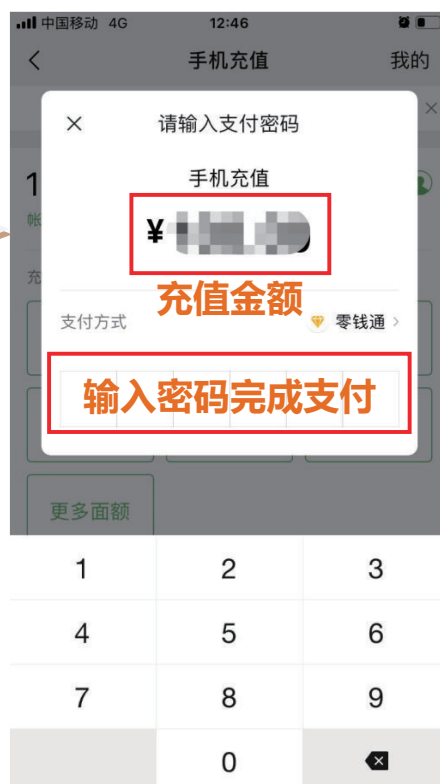 中国移动 4G 12:46
手机充值 我的
× 请输入支付密码 ×
手机充值
1
帐
¥
充值金额
充
支付方式 零钱通
输入密码完成支付
更多面额
1 2 3
4 5 6
7 8 9
0